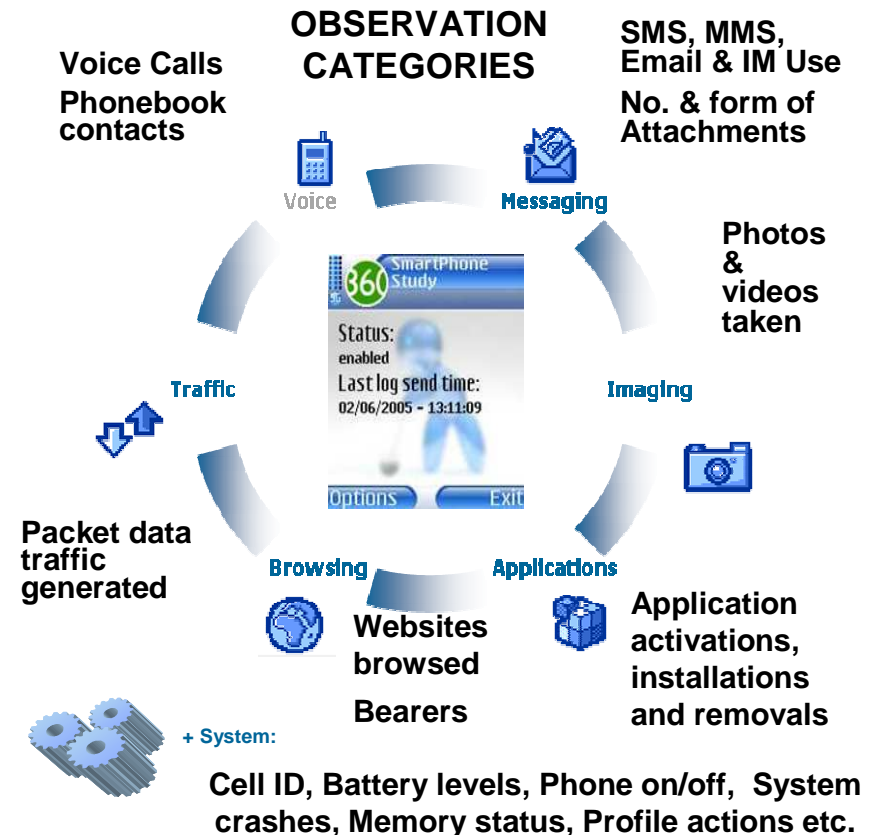 OBSERVATION
CATEGORIES
Voice Calls
Phonebook
contacts
SMS, MMS,
Email & IM Use
No. & form of
Attachments
Voice
Messaging
Photos
&
videos
taken
360
SmartPhone
Study
3G
Status:
enabled
Last log send time:
02/06/2005 - 13:11:09
Options
Exit
Traffic
Imaging
Packet data
traffic
generated
Browsing
Applications
Websites
browsed
Bearers
Application
activations,
installations
and removals
+ System:
Cell ID, Battery levels, Phone on/off, System
crashes, Memory status, Profile actions etc.